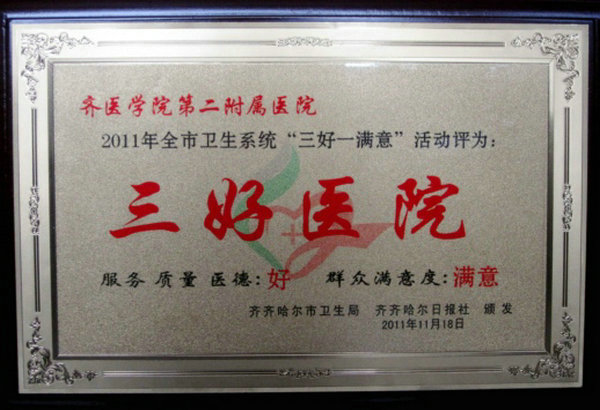 齐医学院第二附属医院
2011年全市卫生系统“三好一满意”活动评为：
三好医院
服务 质量 医德：好 群众满意度：满意
齐齐哈尔市卫生局 齐齐哈尔日报社 颁发
2011年11月18日